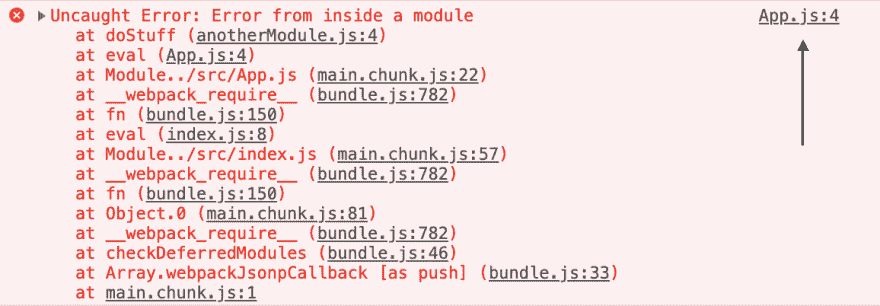 Uncaught Error: Error from inside a module App.js:4
at doStuff (anotherModule.js:4)
at eval (App.js:4)
at Module../src/App.js (main.chunk.js:22)
at __webpack_require__ (bundle.js:782)
at fn (bundle.js:150)
at eval (index.js:8)
at Module../src/index.js (main.chunk.js:57)
at __webpack_require__ (bundle.js:782)
at fn (bundle.js:150)
at Object.0 (main.chunk.js:81)
at __webpack_require__ (bundle.js:782)
at checkDeferredModules (bundle.js:46)
at Array.webpackJsonpCallback [as push] (bundle.js:33)
at main.chunk.js:1